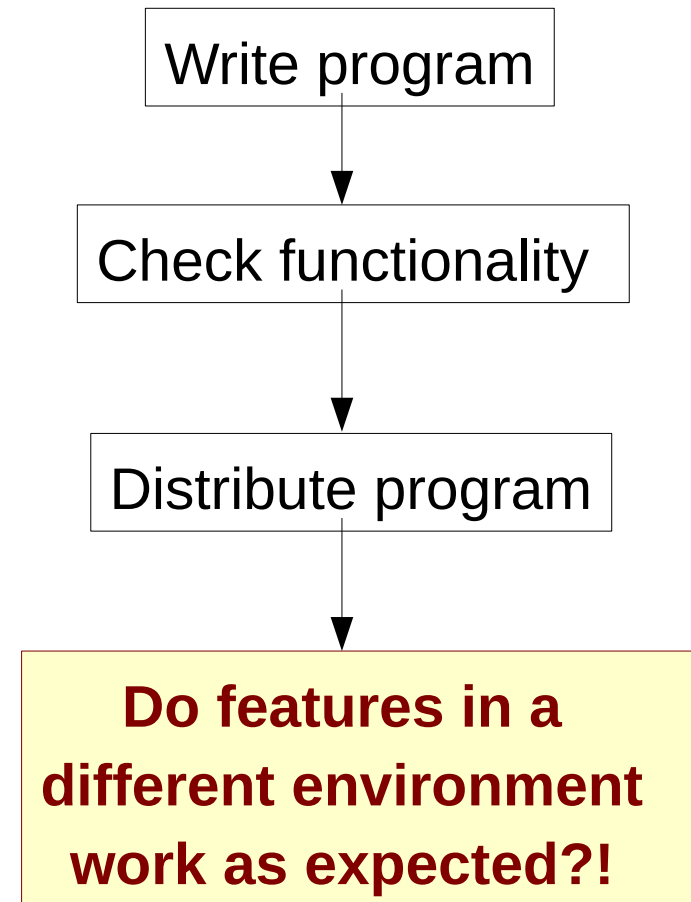 Write program
Check functionality
Distribute program
Do features in a
different environment
work as expected?!